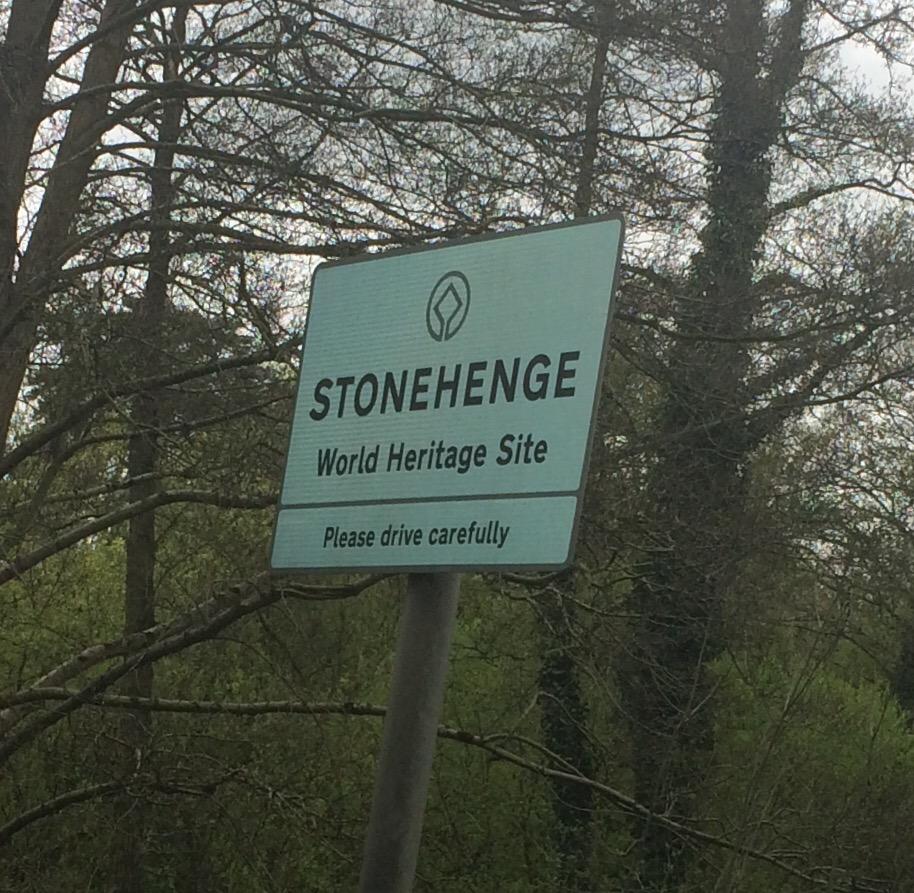 STONEHENGE
World Heritage Site
Please drive carefully